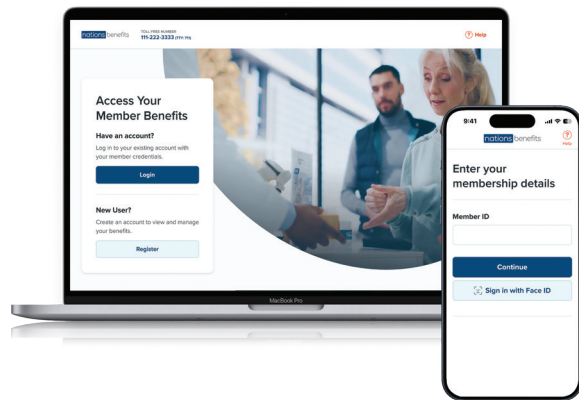 nations benefits
TOLL-FREE NUMBER
111-222-3333 (TTY: 711)
? Help
Access Your
Member Benefits
Have an account?
Log in to your existing account with
your member credentials.
Login
New User?
Create an account to view and manage
your benefits.
Register
MacBook Pro
9:41
nations benefits
?
Help
Enter your
membership details
Member ID
Continue
Sign in with Face ID